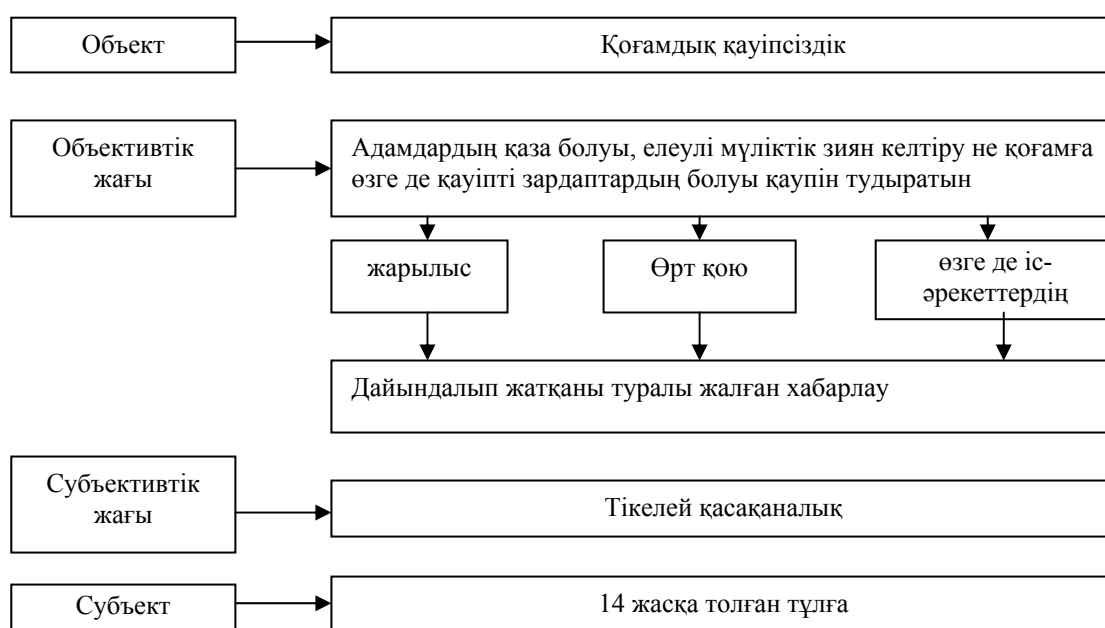 Объект
Қоғамдық қауіпсіздік
Объективтік
жағы
Адамдардың қаза болуы, елеулі мүліктік зиян келтіру не қоғамға
өзге де қауіпті зардаптардың болуы қаупін тудыратын
жарылыс
Өрт қою
өзге де іс-
әрекеттердің
Дайындалып жатқаны туралы жалған хабарлау
Субъективтік
жағы
Тікелей қасақаналық
Субъект
14 жасқа толған тұлға